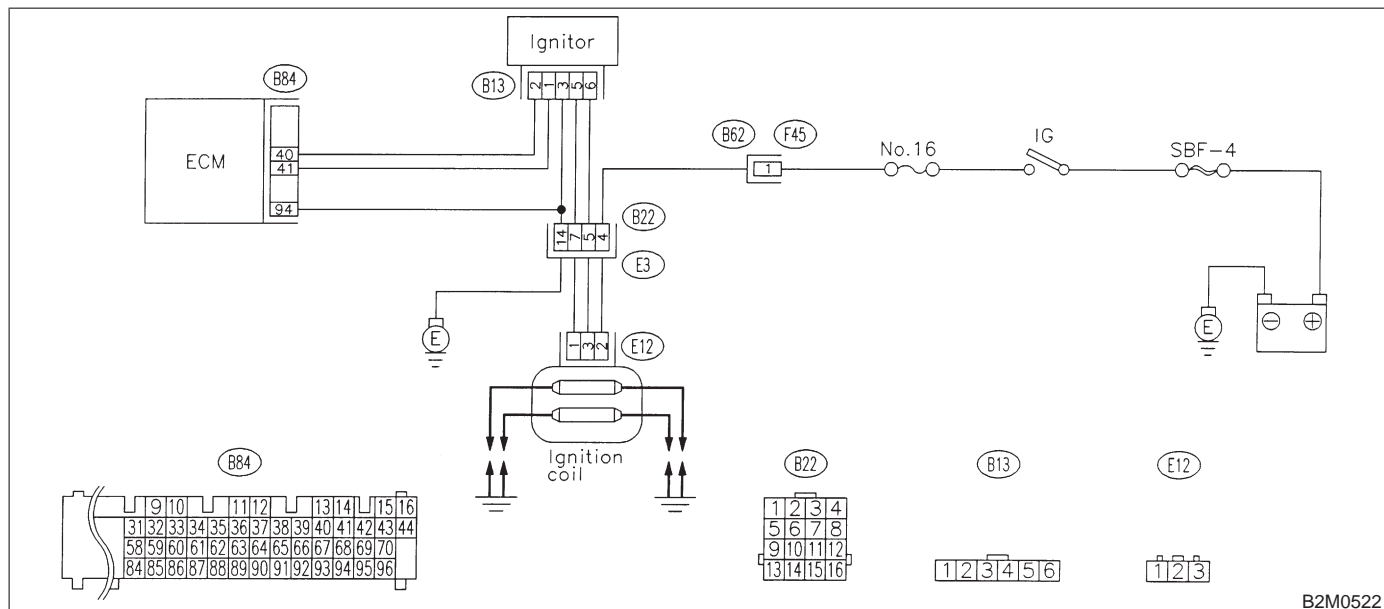 Ignitor
B84
B13
2 1 3 5 6
B62
F45
No.16
IG
SBF-4
ECM
40
41
1
94
B22
14 7 5 4
E3
E
E
⊖ ⊕
1 3 2
E12
Ignition
coil
B84
B22
B13
E12
9 10 11 12 13 14 15 16
31 32 33 34 35 36 37 38 39 40 41 42 43 44
58 59 60 61 62 63 64 65 66 67 68 69 70
84 85 86 87 88 89 90 91 92 93 94 95 96
1 2 3 4
5 6 7 8
9 10 11 12
13 14 15 16
1 2 3 4 5 6
1 2 3
B2M0522